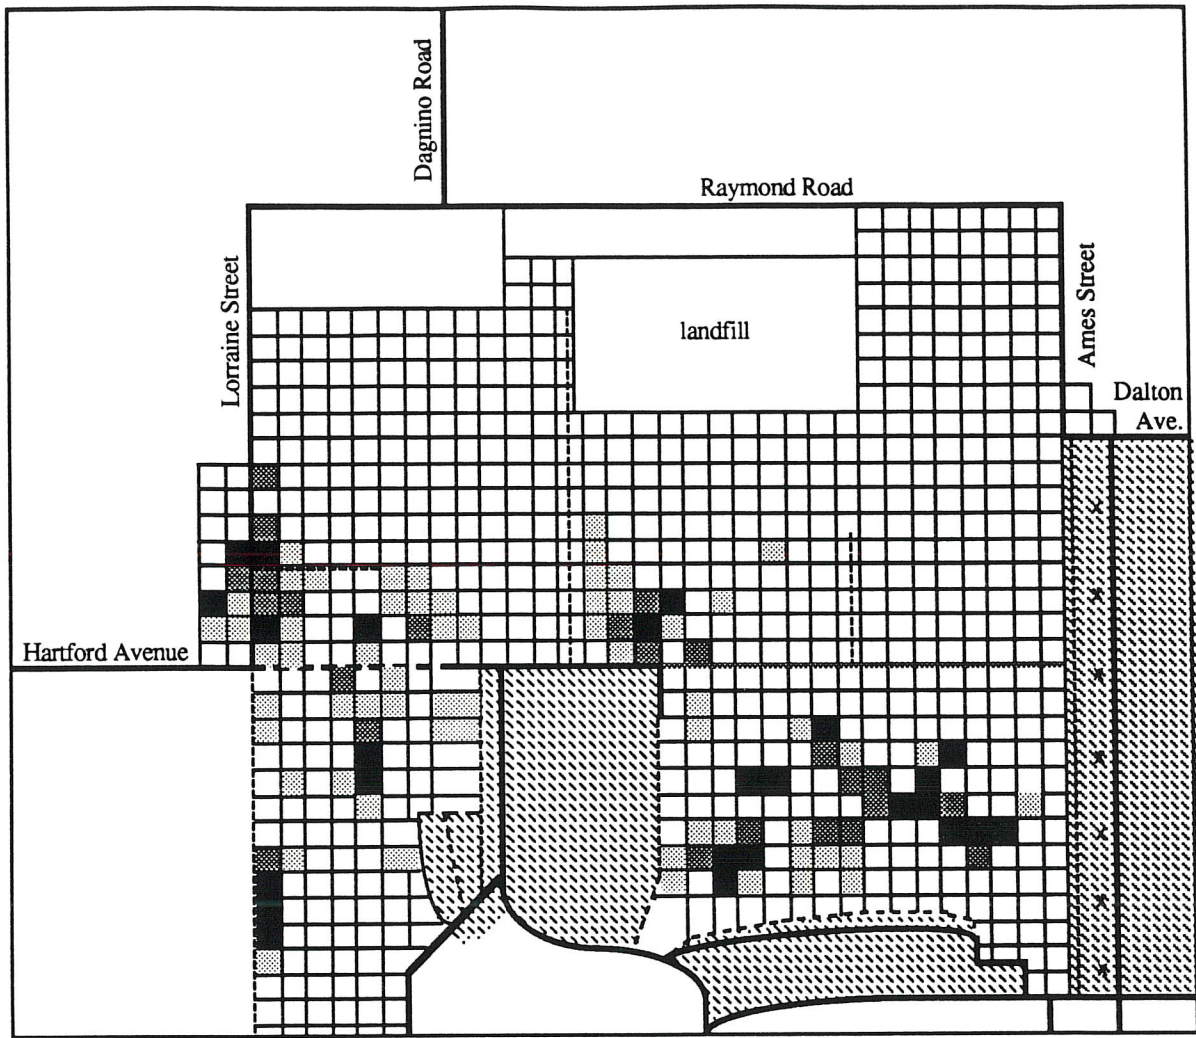 Dagnino Road
Raymond Road
Lorraine Street
landfill
Ames Street
Dalton
Ave.
Hartford Avenue